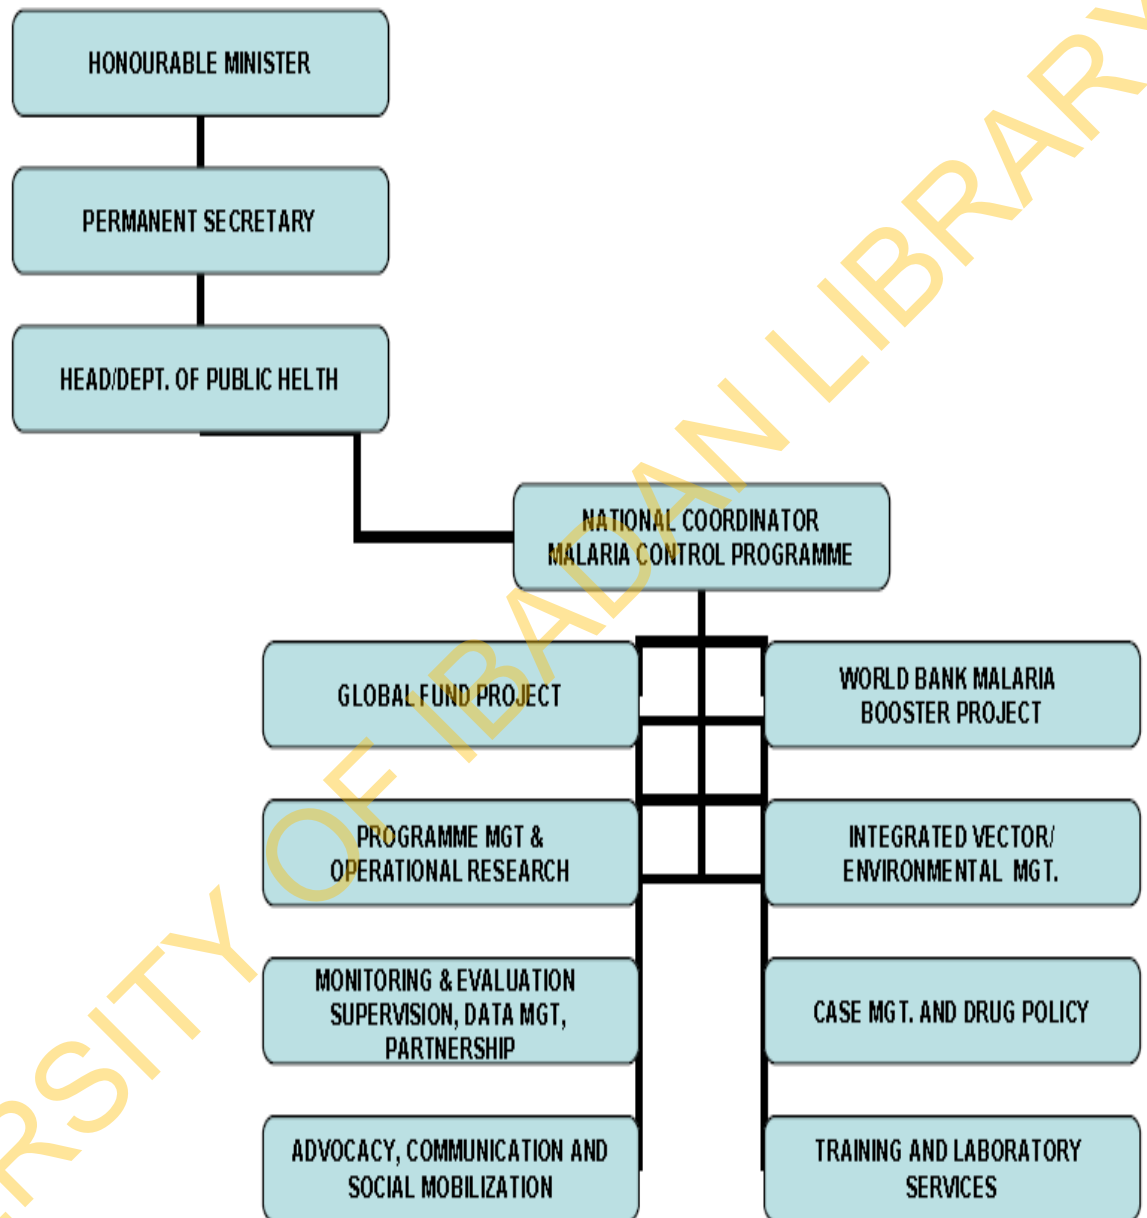 HONOURABLE MINISTER
PERMANENT SECRETARY
HEAD/DEPT. OF PUBLIC HELTH
NATIONAL COORDINATOR
MALARIA CONTROL PROGRAMME
GLOBAL FUND PROJECT
WORLD BANK MALARIA
BOOSTER PROJECT
PROGRAMME MGT &
OPERATIONAL RESEARCH
INTEGRATED VECTOR/
ENVIRONMENTAL MGT.
MONITORING & EVALUATION
SUPERVISION, DATA MGT,
PARTNERSHIP
CASE MGT. AND DRUG POLICY
ADVOCACY, COMMUNICATION AND
SOCIAL MOBILIZATION
TRAINING AND LABORATORY
SERVICES
ERSITY OF IBADAN LIBRARY